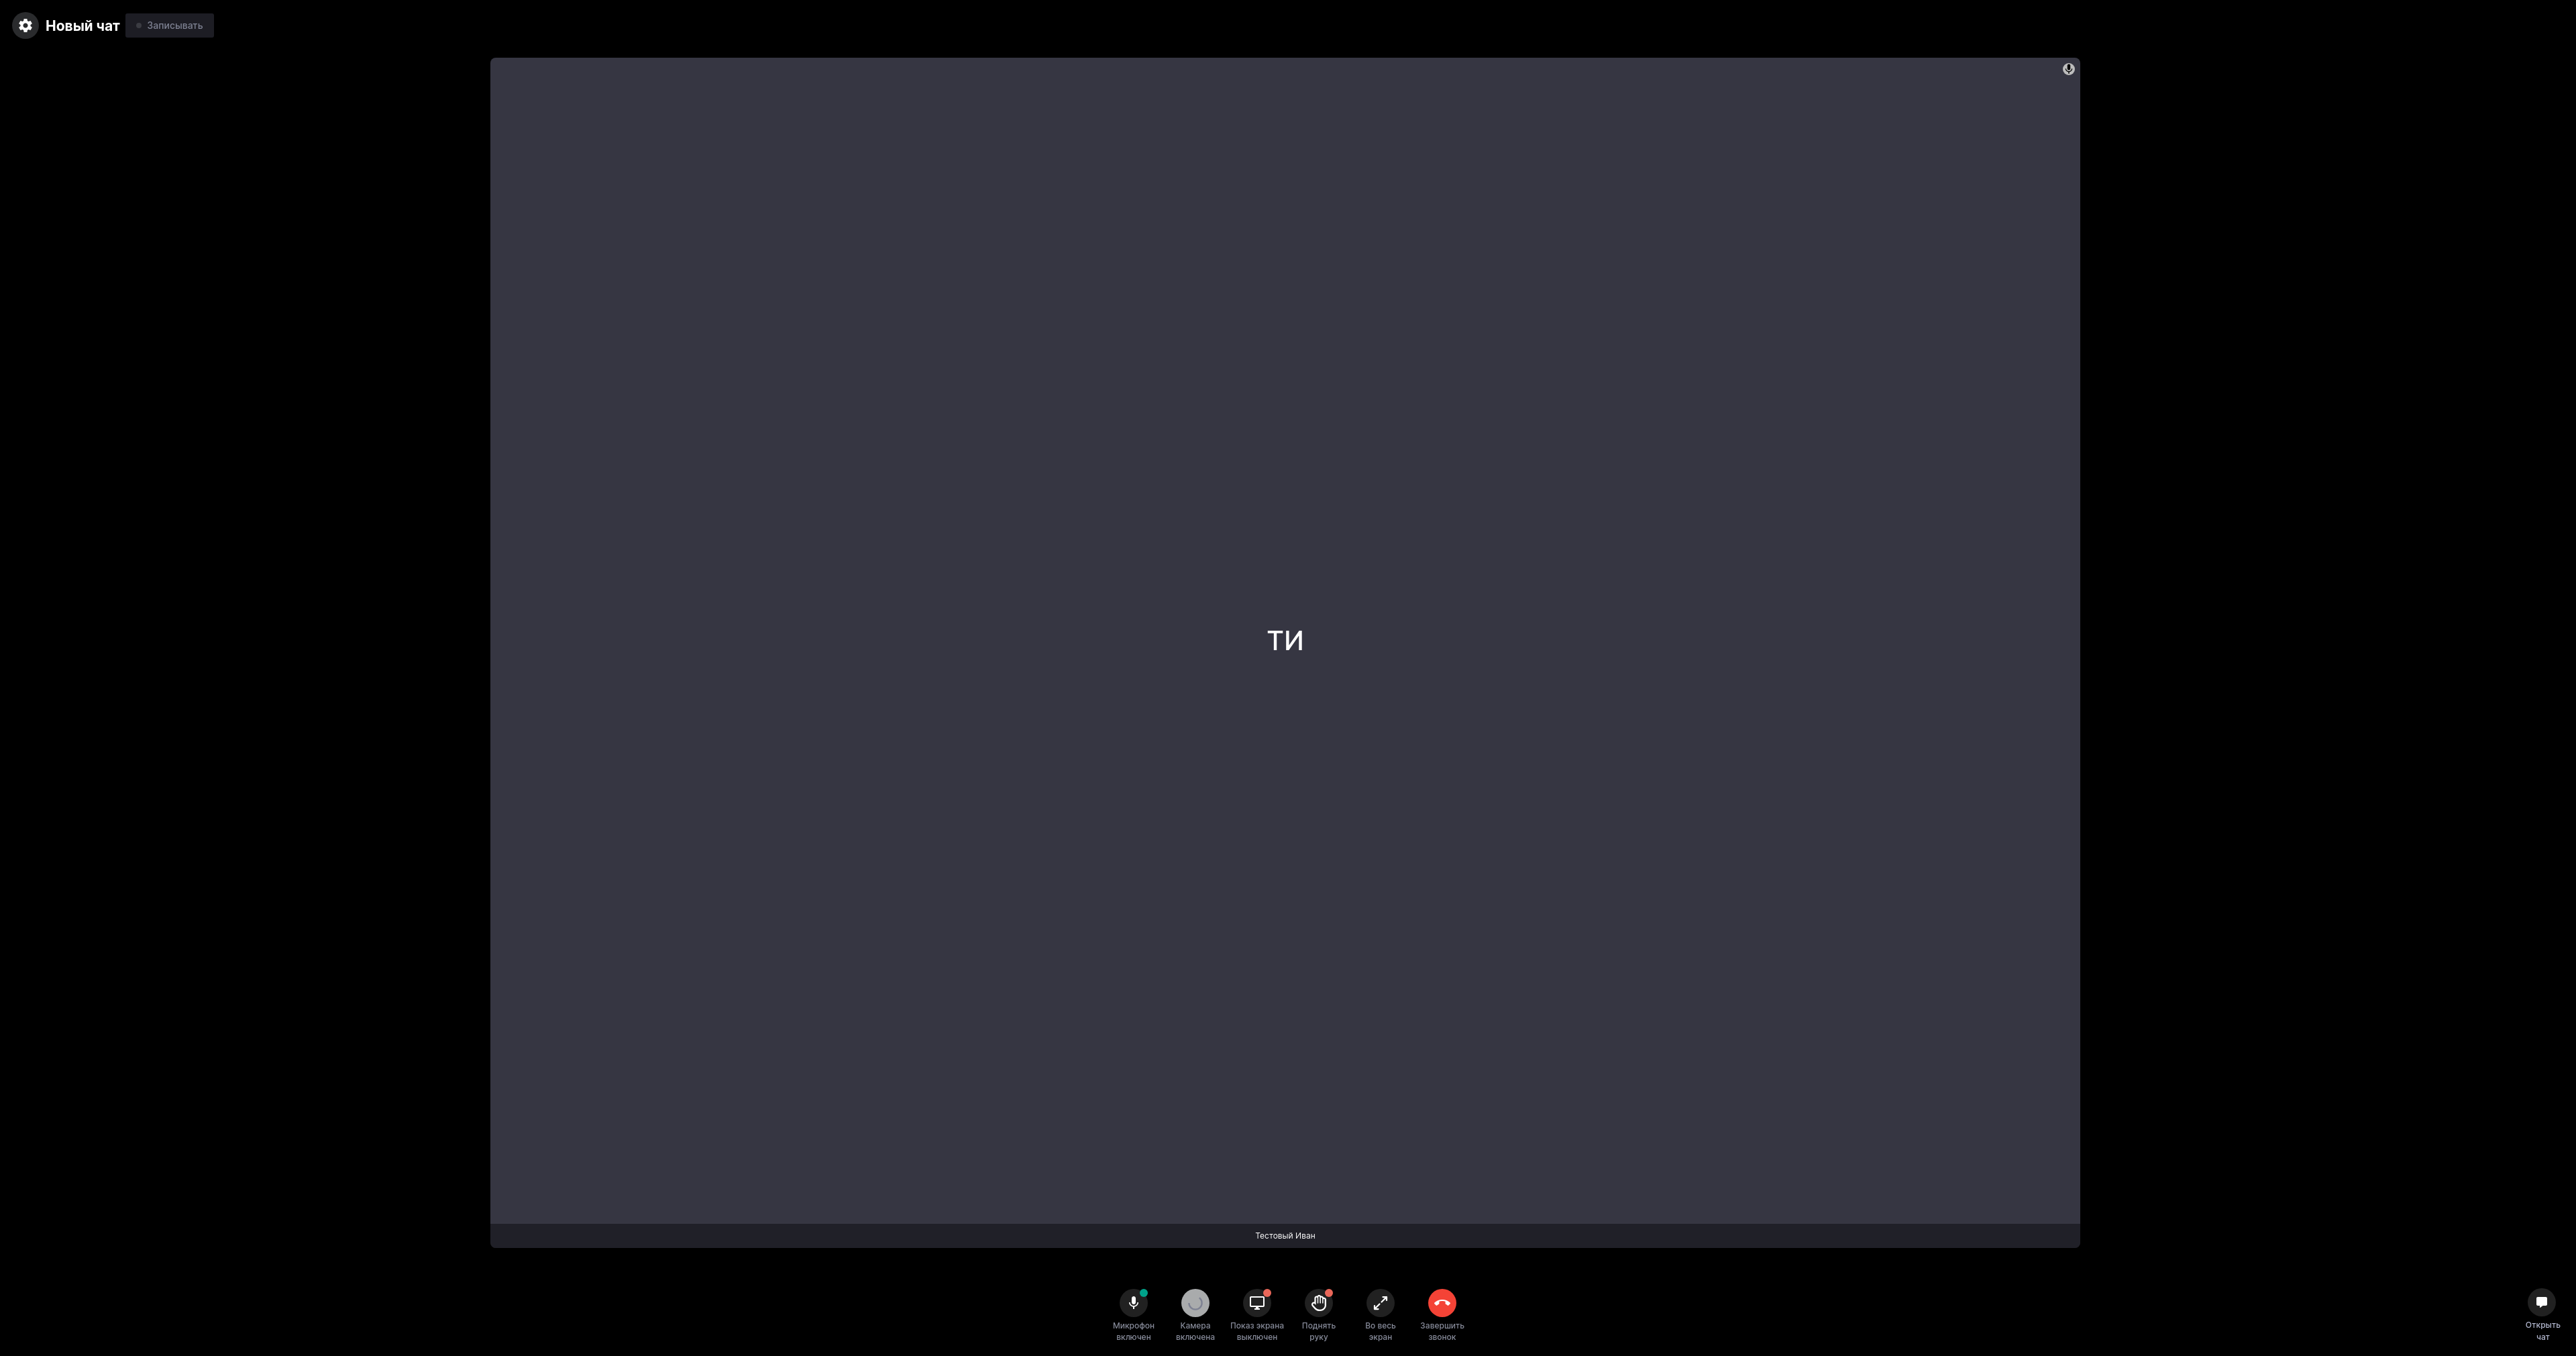 Новый чат
Записывать
ТИ
Тестовый Иван
Микрофон включен
Камера включена
Показ экрана выключен
Поднять руку
Во весь экран
Завершить звонок
Открыть чат